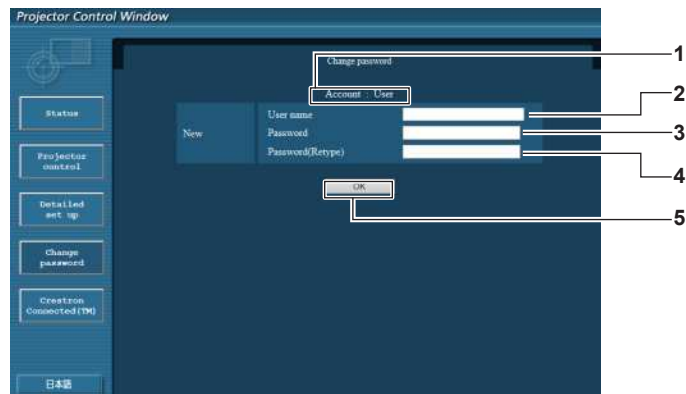 Projector Control Window
Change password
Account : User
New
User name
Password
Password(Retype)
OK
Status
Projector
control
Detailed
set up
Change
password
Crestron
Connected(TM)
日本語
1
2
3
4
5